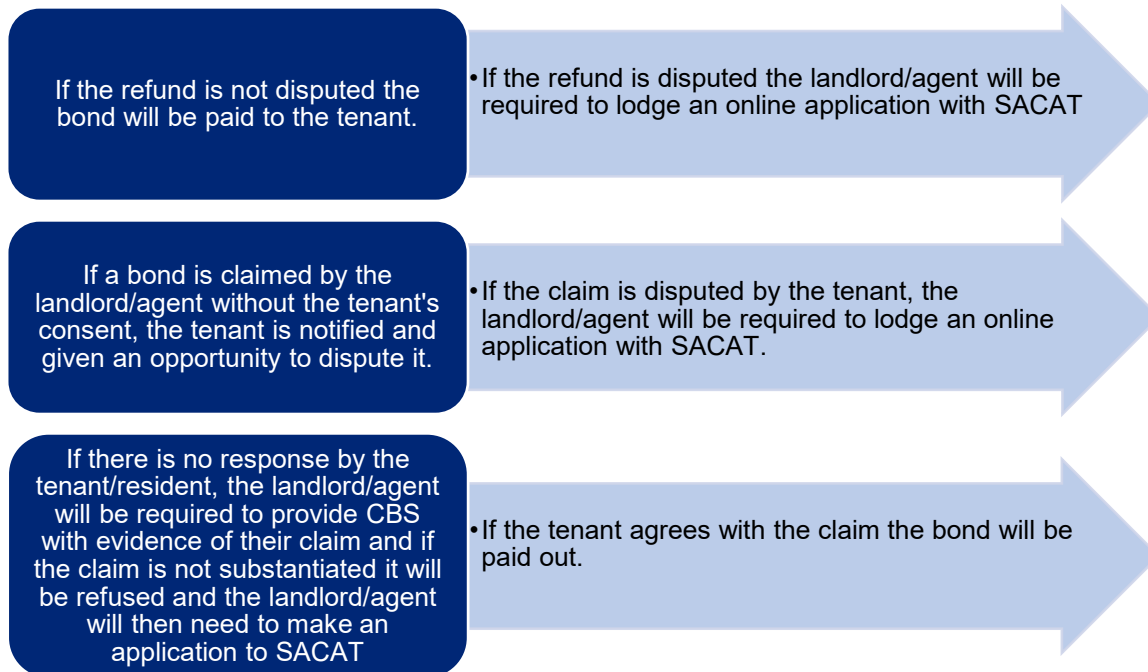 If the refund is not disputed the
bond will be paid to the tenant.
•If the refund is disputed the landlord/agent will be
required to lodge an online application with SACAT
If a bond is claimed by the
landlord/agent without the tenant's
consent, the tenant is notified and
given an opportunity to dispute it.
•If the claim is disputed by the tenant, the
landlord/agent will be required to lodge an online
application with SACAT.
If there is no response by the
tenant/resident, the landlord/agent
will be required to provide CBS
with evidence of their claim and if
the claim is not substantiated it will
be refused and the landlord/agent
will then need to make an
application to SACAT
•If the tenant agrees with the claim the bond will be
paid out.